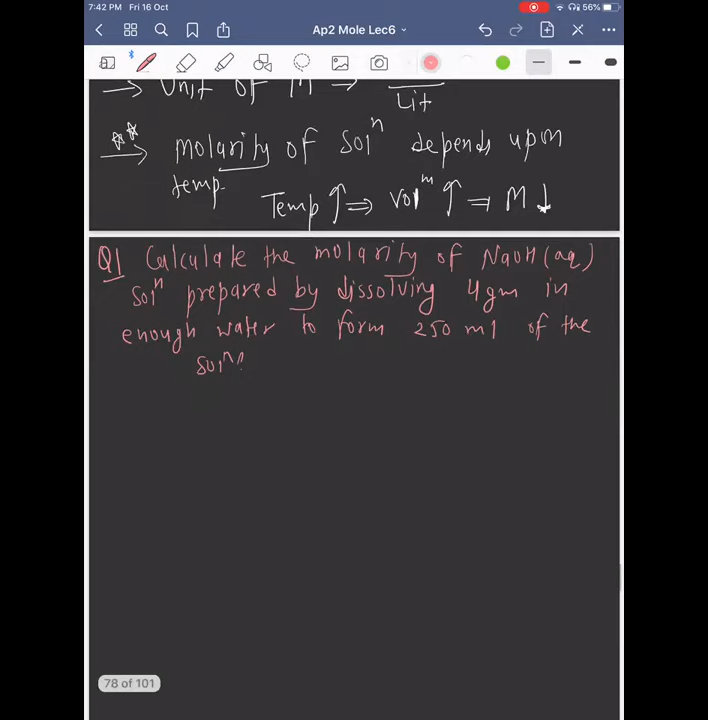 7:42 PM Fri 16 Oct
56%
Ap2 Mole Lec6
→ Unit of M →
Lit
→ molarity of solⁿ depends upon
temp.
Temp ↑ ⇒ volᵐ ↑ ⇒ M ↓
Q1 Calculate the molarity of NaOH(aq)
solⁿ prepared by dissolving 4gm in
enough water to form 250 ml of the
solⁿ
78 of 101